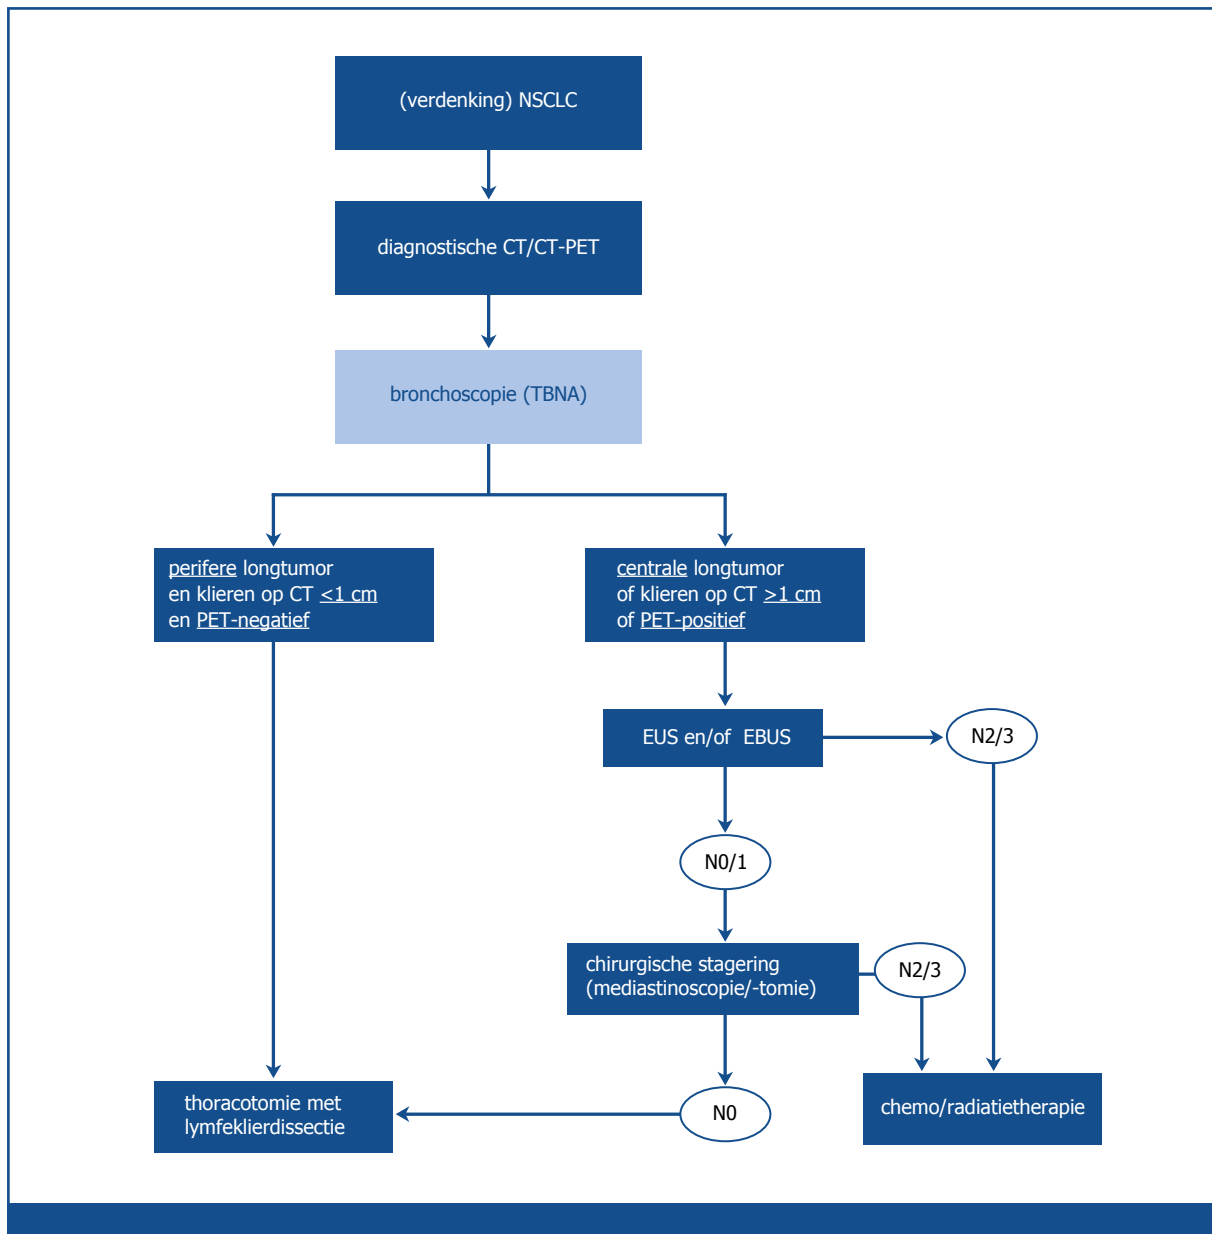 (verdenking) NSCLC
diagnostische CT/CT-PET
bronchoscopie (TBNA)
perifere longtumor
en klieren op CT <1 cm
en PET-negatief
centrale longtumor
of klieren op CT >1 cm
of PET-positief
EUS en/of EBUS
N2/3
N0/1
chirurgische stagering
(mediastinoscopie/-tomie)
N2/3
thoracotomie met
lymfeklierdissectie
N0
chemo/radiatietherapie